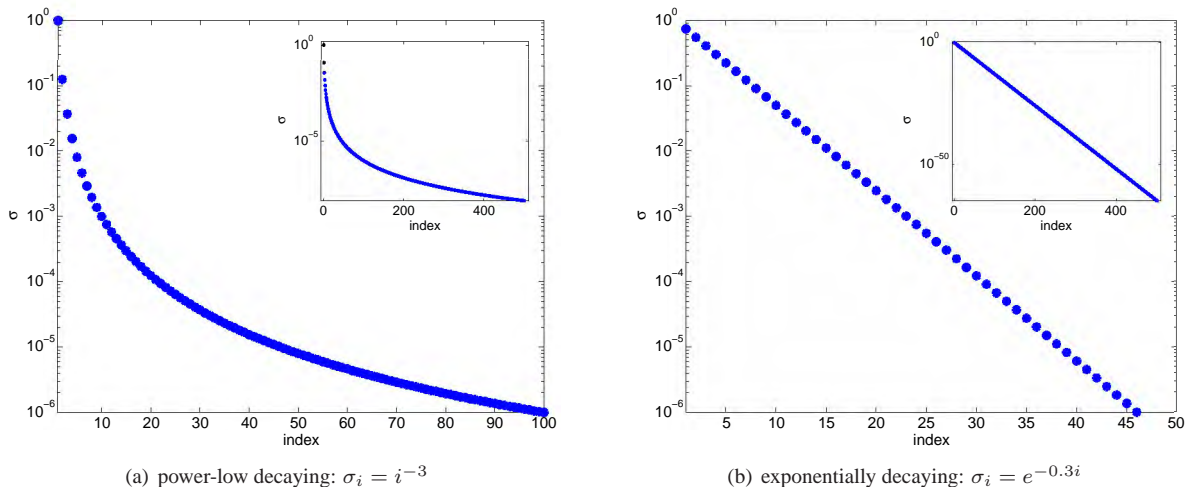 10^0
10^−1
10^−2
10^−3
10^−4
10^−5
10^−6
σ
10 20 30 40 50 60 70 80 90 100
index
10^0
10^−5
σ
0 200 400
index
(a) power-low decaying: σ_i = i^{−3}
10^0
10^−1
10^−2
10^−3
10^−4
10^−5
10^−6
σ
5 10 15 20 25 30 35 40 45 50
index
10^0
10^−50
σ
0 200 400
index
(b) exponentially decaying: σ_i = e^{−0.3i}